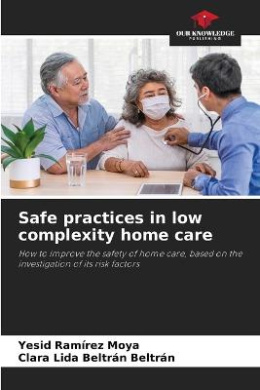 OUR KNOWLEDGE
PUBLISHING
Safe practices in low
complexity home care
How to improve the safety of home care, based on the
investigation of its risk factors
Yesid Ramírez Moya
Clara Lida Beltrán Beltrán